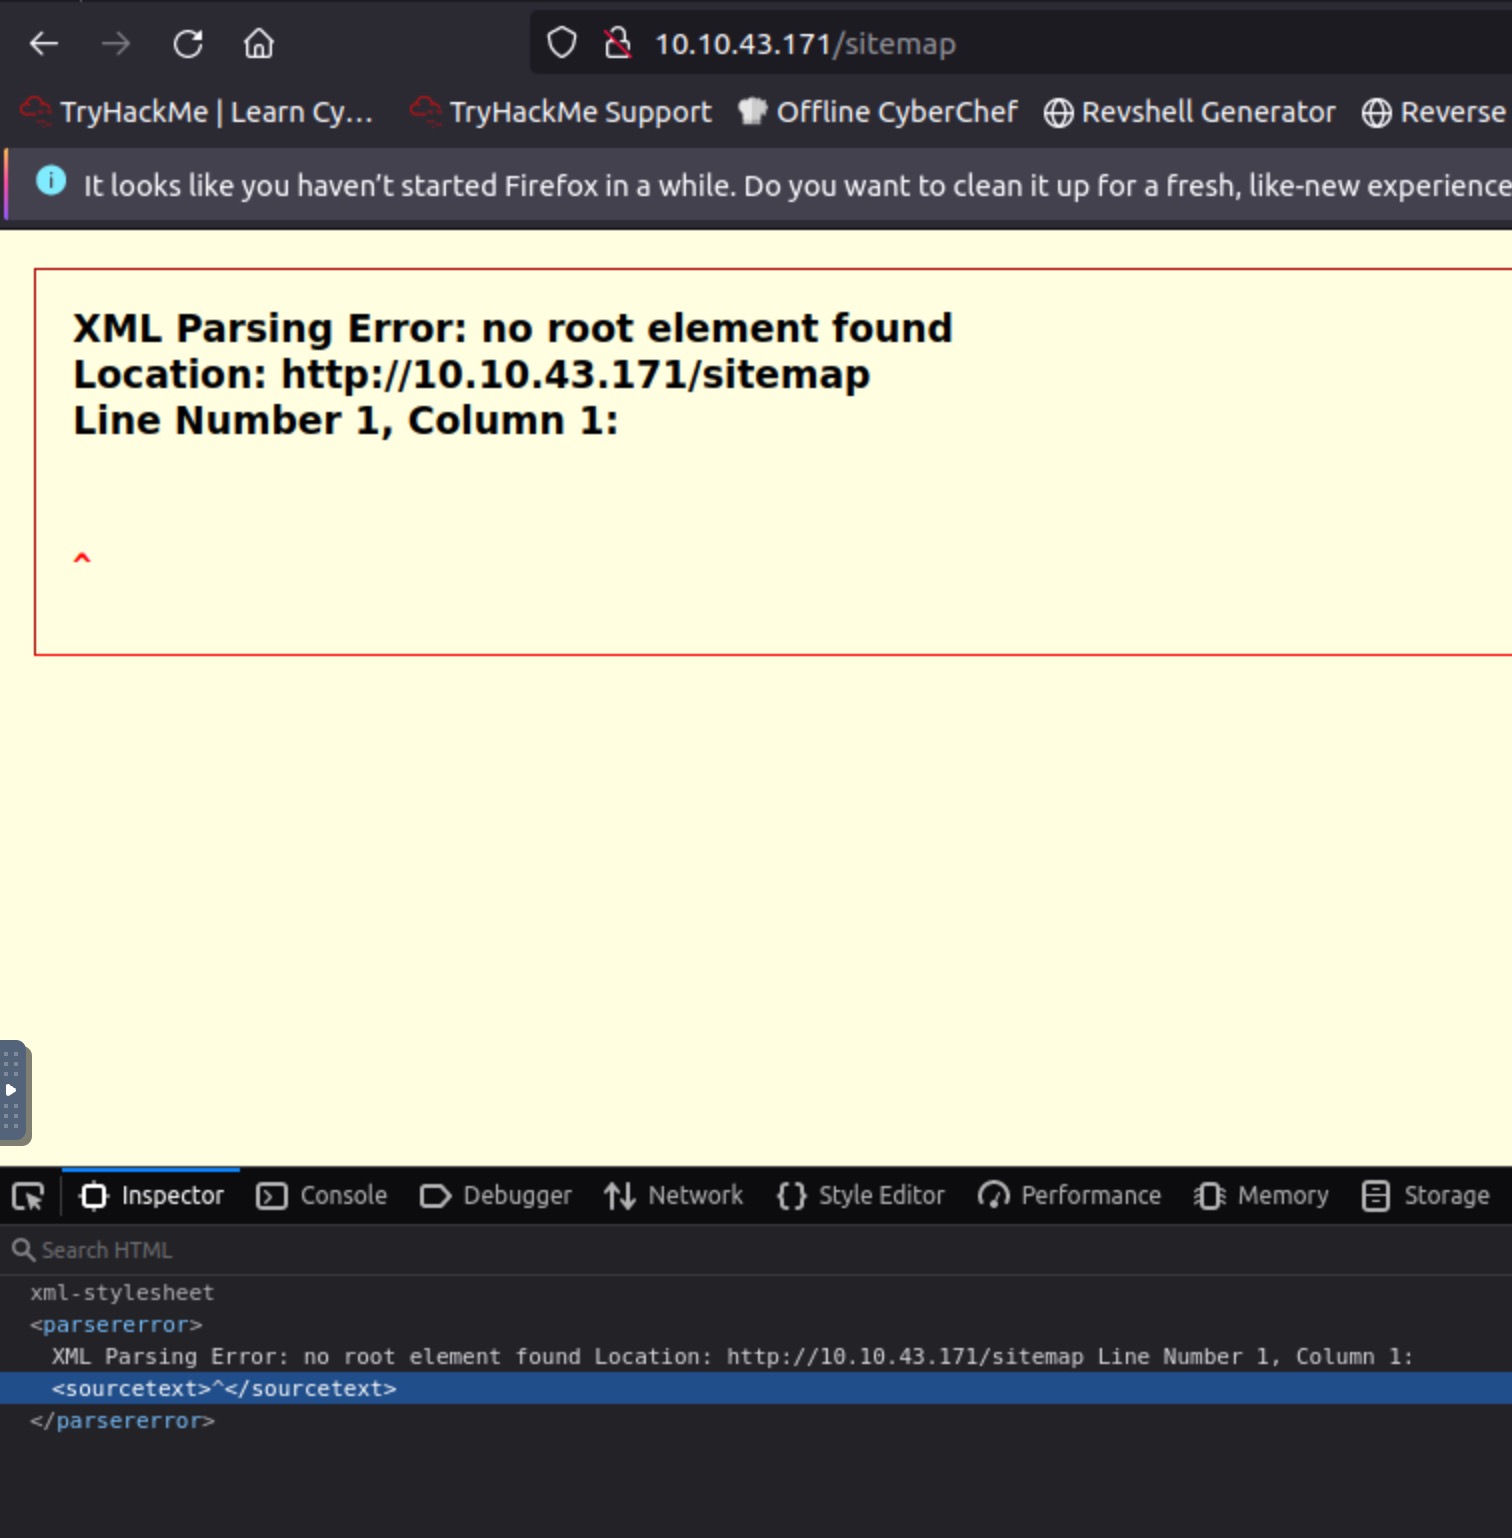 10.10.43.171/sitemap
TryHackMe | Learn Cy... TryHackMe Support Offline CyberChef Revshell Generator Reverse
It looks like you haven’t started Firefox in a while. Do you want to clean it up for a fresh, like-new experience
XML Parsing Error: no root element found
Location: http://10.10.43.171/sitemap
Line Number 1, Column 1:
^
Inspector Console Debugger Network Style Editor Performance Memory Storage
Search HTML
xml-stylesheet
<parsererror>
XML Parsing Error: no root element found Location: http://10.10.43.171/sitemap Line Number 1, Column 1:
<sourcetext>^</sourcetext>
</parsererror>